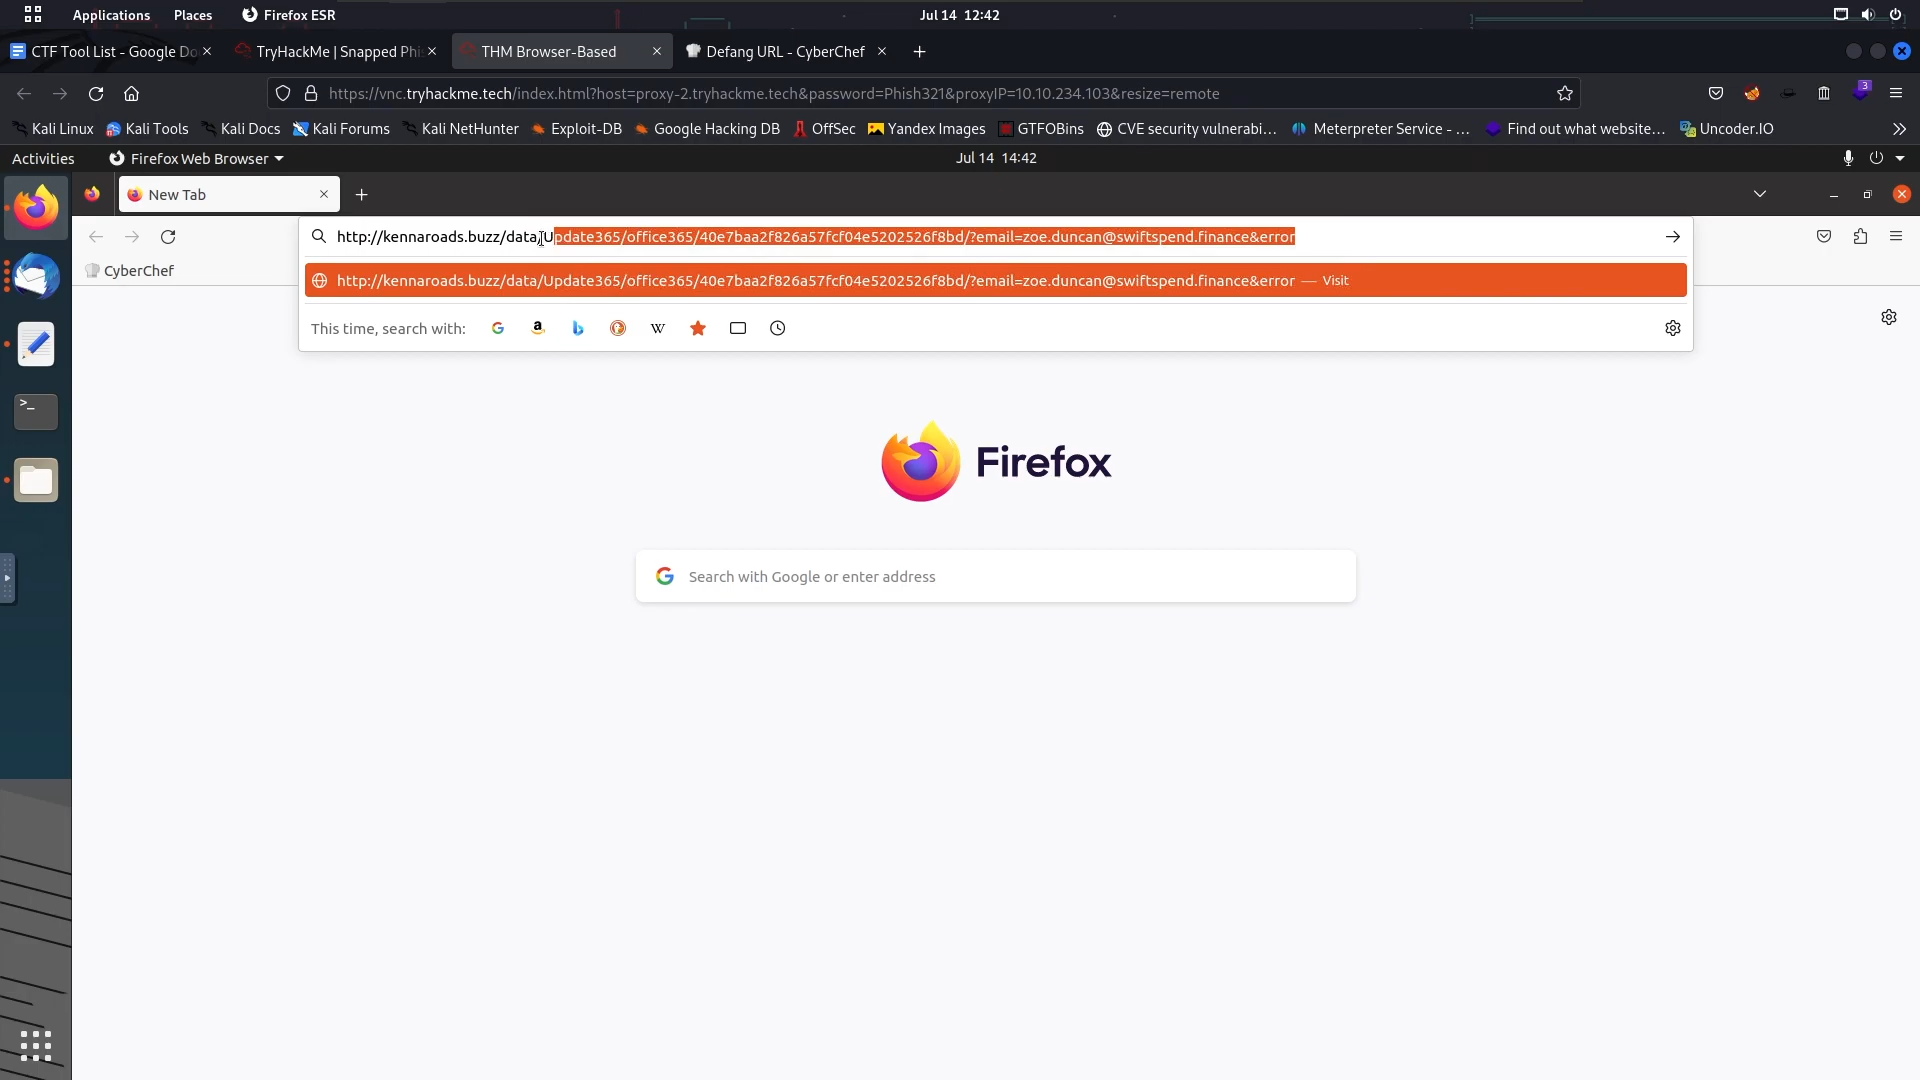 Applications Places Firefox ESR Jul 14 12:42
CTF Tool List - Google Do TryHackMe | Snapped Phi THM Browser-Based Defang URL - CyberChef
https://vnc.tryhackme.tech/index.html?host=proxy-2.tryhackme.tech&password=Phish321&proxyIP=10.10.234.103&resize=remote 3
Kali Linux Kali Tools Kali Docs Kali Forums Kali NetHunter Exploit-DB Google Hacking DB OffSec Yandex Images GTFOBins CVE security vulnerabi... Meterpreter Service - ... Find out what website... Uncoder.IO
Activities Firefox Web Browser Jul 14 14:42
New Tab
http://kennaroads.buzz/data/Update365/office365/40e7baa2f826a57fcf04e5202526f8bd/?email=zoe.duncan@swiftspend.finance&error
CyberChef http://kennaroads.buzz/data/Update365/office365/40e7baa2f826a57fcf04e5202526f8bd/?email=zoe.duncan@swiftspend.finance&error — Visit
This time, search with:
Firefox
Search with Google or enter address